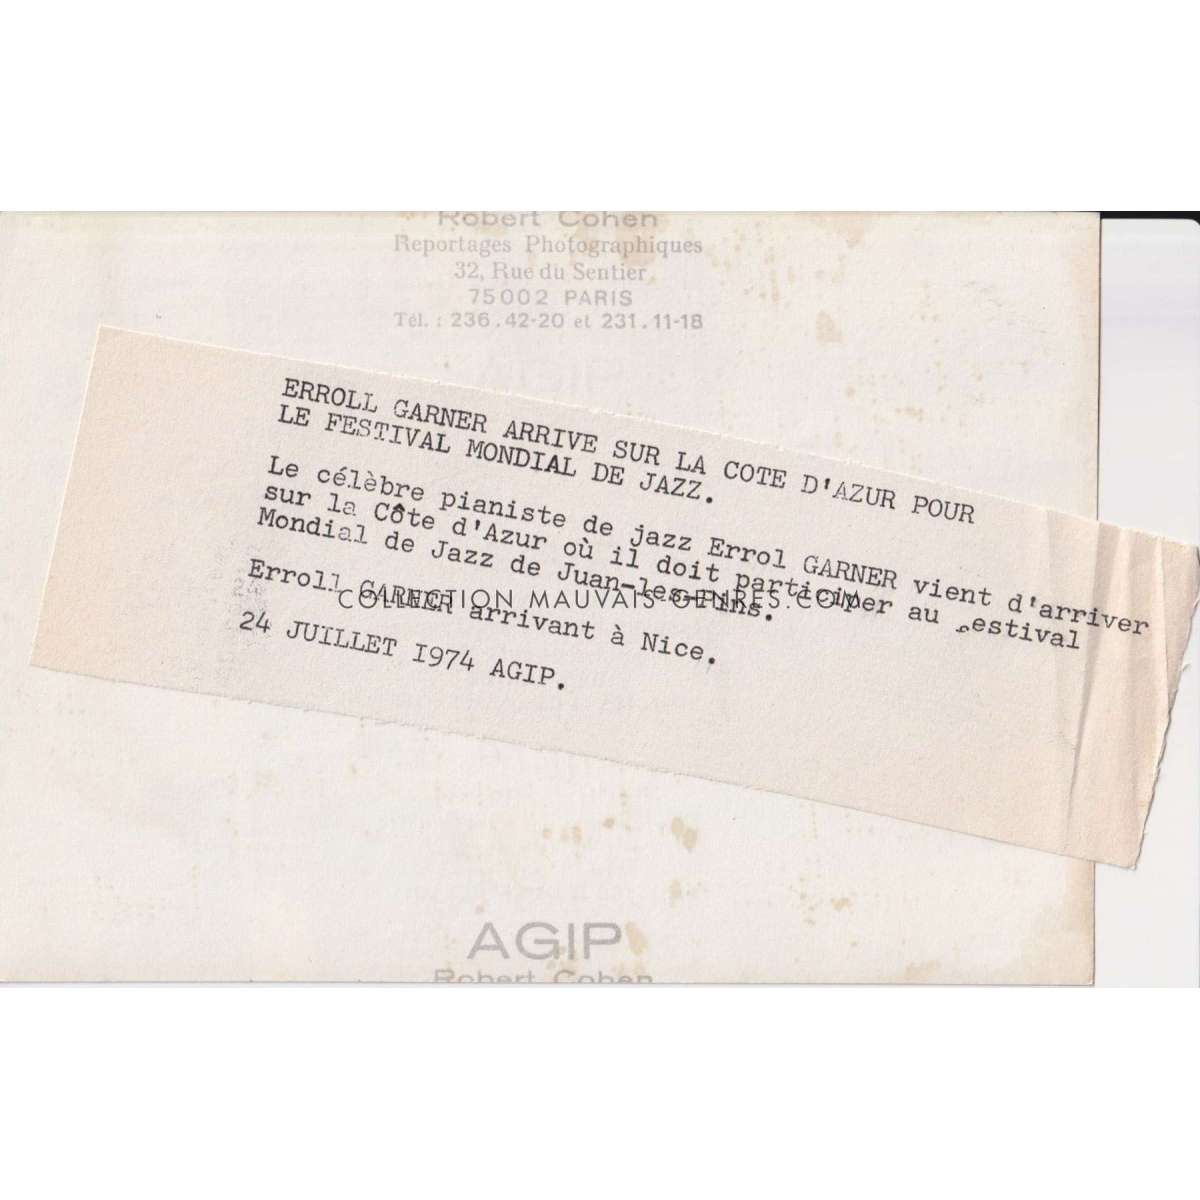 Robert Cohen
Reportages Photographiques
32, Rue du Sentier
75002 PARIS
Tél. : 236.42-20 et 231.11-18
AGIP
ERROLL GARNER ARRIVE SUR LA COTE D'AZUR POUR
LE FESTIVAL MONDIAL DE JAZZ.
Le célèbre pianiste de jazz Errol GARNER vient d'arriver
sur la Côte d'Azur où il doit participer au festival
Mondial de Jazz de Juan-les-Pins.
Erroll GARNER arrivant à Nice.
24 JUILLET 1974 AGIP.
COLLECTION MAUVAIS-GENRES.COM
AGIP
Robert Cohen